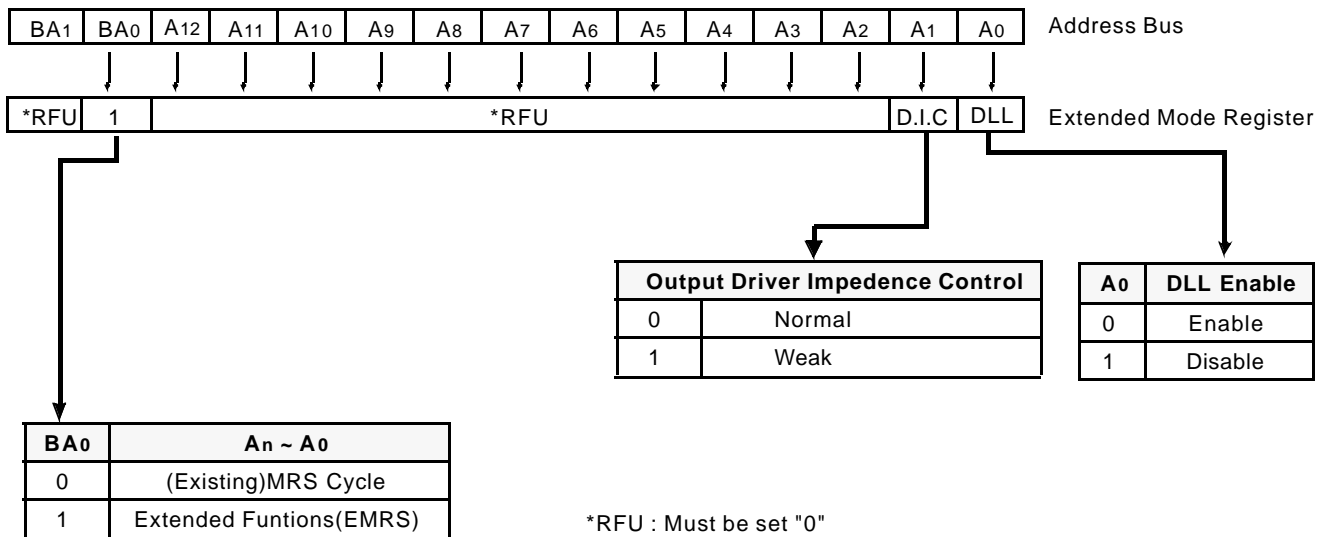 BA1 BA0 A12 A11 A10 A9 A8 A7 A6 A5 A4 A3 A2 A1 A0 Address Bus
*RFU 1 *RFU D.I.C DLL Extended Mode Register
Output Driver Impedence Control
0 Normal
1 Weak
A0 DLL Enable
0 Enable
1 Disable
BA0 An ~ A0
0 (Existing)MRS Cycle
1 Extended Funtions(EMRS)
*RFU : Must be set "0"